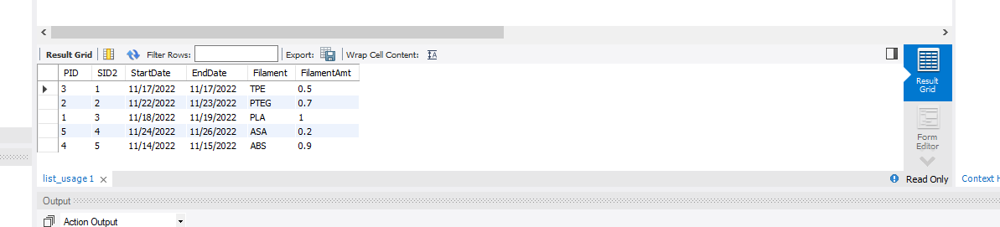 Result Grid Filter Rows: Export: Wrap Cell Content:
PID SID2 StartDate EndDate Filament FilamentAmt
3 1 11/17/2022 11/17/2022 TPE 0.5
2 2 11/22/2022 11/23/2022 PTEG 0.7
1 3 11/18/2022 11/19/2022 PLA 1
5 4 11/24/2022 11/26/2022 ASA 0.2
4 5 11/14/2022 11/15/2022 ABS 0.9
Result
Grid
Form
Editor
list_usage 1
Read Only
Context H
Output
Action Output